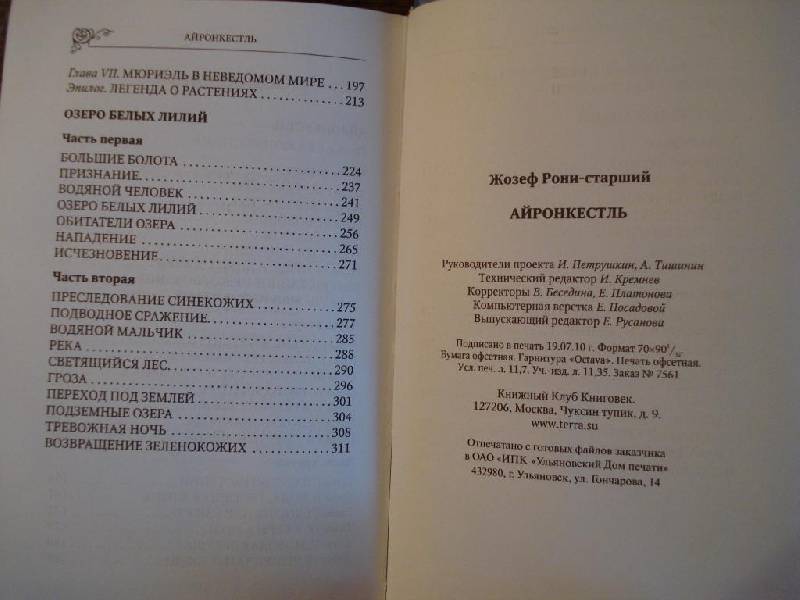 АЙРОНКЕСТЛЬ
Глава VII. МЮРИЭЛЬ В НЕВЕДОМОМ МИРЕ ... 197
Эпилог. ЛЕГЕНДА О РАСТЕНИЯХ ............... 213
ОЗЕРО БЕЛЫХ ЛИЛИЙ
Часть первая
БОЛЬШИЕ БОЛОТА ............... 224
ПРИЗНАНИЕ ............... 237
ВОДЯНОЙ ЧЕЛОВЕК ............... 241
ОЗЕРО БЕЛЫХ ЛИЛИЙ ............... 249
ОБИТАТЕЛИ ОЗЕРА ............... 256
НАПАДЕНИЕ ............... 265
ИСЧЕЗНОВЕНИЕ ............... 271
Часть вторая
ПРЕСЛЕДОВАНИЕ СИНЕКОЖИХ ............... 275
ПОДВОДНОЕ СРАЖЕНИЕ ............... 277
ВОДЯНОЙ МАЛЬЧИК ............... 285
РЕКА ............... 288
СВЕТЯЩИЙСЯ ЛЕС ............... 290
ГРОЗА ............... 296
ПЕРЕХОД ПОД ЗЕМЛЕЙ ............... 301
ПОДЗЕМНЫЕ ОЗЕРА ............... 304
ТРЕВОЖНАЯ НОЧЬ ............... 308
ВОЗВРАЩЕНИЕ ЗЕЛЕНОКОЖИХ ............... 311
Жозеф Рони-старший
АЙРОНКЕСТЛЬ
Руководители проекта И. Петрушкин, А. Тишинин
Технический редактор И. Кремнев
Корректоры В. Беседина, Е. Платонова
Компьютерная верстка Е. Посадовой
Выпускающий редактор Е. Русанова
Подписано в печать 19.07.10 г. Формат 70×90 1/32
Бумага офсетная. Гарнитура «Octava». Печать офсетная.
Усл. печ. л. 11,7. Уч.-изд. л. 11,35. Заказ № 7561
Книжный Клуб Книговек.
127206, Москва, Чуксин тупик, д. 9.
www.terra.su
Отпечатано с готовых файлов заказчика
в ОАО «ИПК «Ульяновский Дом печати»
432980, г. Ульяновск, ул. Гончарова, 14